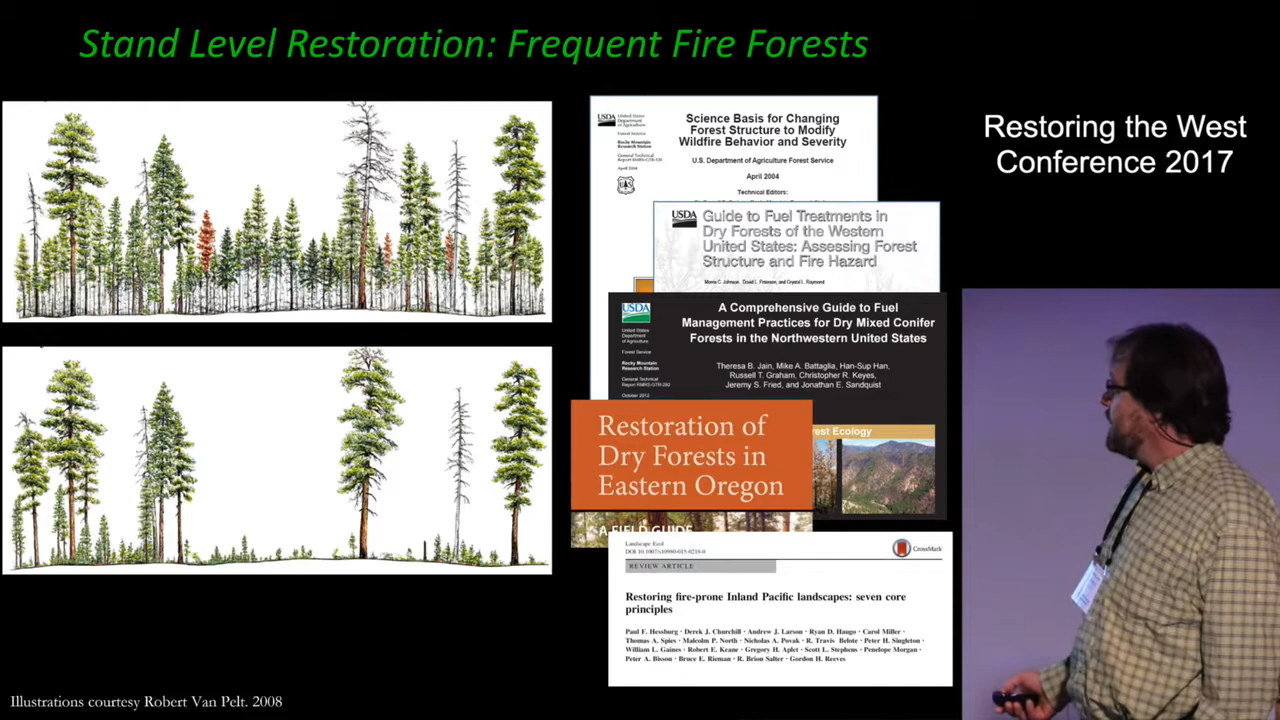 Stand Level Restoration: Frequent Fire Forests
Restoring the West
Conference 2017
USDA
United States
Department
of Agriculture
Forest Service
Rocky Mountain
Research Station
General Technical
April 2004
Science Basis for Changing
Forest Structure to Modify
Wildfire Behavior and Severity
U.S. Department of Agriculture Forest Service
April 2004
Technical Editors:
USDA
Guide to Fuel Treatments in
Dry Forests of the Western
United States: Assessing Forest
Structure and Fire Hazard
Morris C. Johnson, David L. Peterson, and Crystal L. Raymond
USDA
United States
Department
of Agriculture
Forest Service
Rocky Mountain
Research Station
General Technical
Report RMRS-GTR-292
October 2012
A Comprehensive Guide to Fuel
Management Practices for Dry Mixed Conifer
Forests in the Northwestern United States
Theresa B. Jain, Mike A. Battaglia, Han-Sup Han,
Russell T. Graham, Christopher R. Keyes,
Jeremy S. Fried, and Jonathan E. Sandquist
rest Ecology
Restoration of
Dry Forests in
Eastern Oregon
A FIELD GUIDE
Landscape Ecol
DOI 10.1007/s10980-015-0218-0
CrossMark
REVIEW ARTICLE
Restoring fire-prone Inland Pacific landscapes: seven core
principles
Paul F. Hessburg · Derek J. Churchill · Andrew J. Larson · Ryan D. Haugo · Carol Miller ·
Thomas A. Spies · Malcolm P. North · Nicholas A. Povak · R. Travis Belote · Peter H. Singleton ·
William L. Gaines · Robert E. Keane · Gregory H. Aplet · Scott L. Stephens · Penelope Morgan ·
Peter A. Bisson · Bruce E. Rieman · R. Brion Salter · Gordon H. Reeves
Illustrations courtesy Robert Van Pelt. 2008